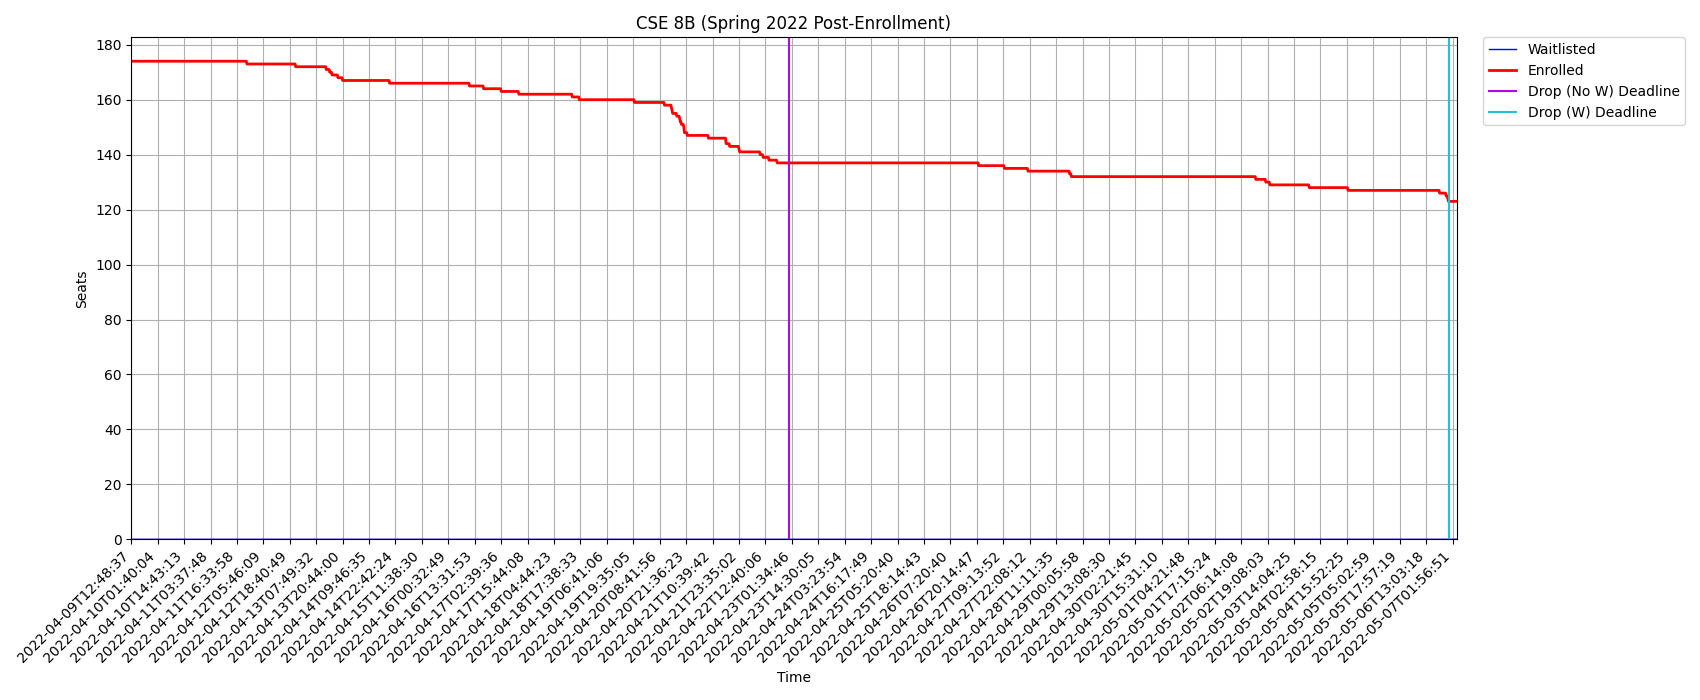 CSE 8B (Spring 2022 Post-Enrollment)
Waitlisted
Enrolled
Drop (No W) Deadline
Drop (W) Deadline
180
160
140
120
100
80
60
40
20
0
Seats
2022-04-09T12:48:37
2022-04-10T01:40:04
2022-04-10T14:43:13
2022-04-11T03:37:48
2022-04-11T16:33:58
2022-04-12T05:46:09
2022-04-12T18:40:49
2022-04-13T07:49:32
2022-04-13T20:44:00
2022-04-14T09:46:35
2022-04-14T22:42:24
2022-04-15T11:38:30
2022-04-16T00:32:49
2022-04-16T13:31:53
2022-04-17T02:39:36
2022-04-17T15:44:08
2022-04-18T04:44:23
2022-04-18T17:38:33
2022-04-19T06:41:06
2022-04-19T19:35:05
2022-04-20T08:41:56
2022-04-20T21:36:23
2022-04-21T10:39:42
2022-04-21T23:35:02
2022-04-22T12:40:06
2022-04-23T01:34:46
2022-04-23T14:30:05
2022-04-24T03:23:54
2022-04-24T16:17:49
2022-04-25T05:20:40
2022-04-25T18:14:43
2022-04-26T07:20:40
2022-04-26T20:14:47
2022-04-27T09:13:52
2022-04-27T22:08:12
2022-04-28T11:11:35
2022-04-29T00:05:58
2022-04-29T13:08:30
2022-04-30T02:21:45
2022-04-30T15:31:10
2022-05-01T04:21:48
2022-05-01T17:15:24
2022-05-02T06:14:08
2022-05-02T19:08:03
2022-05-03T14:04:25
2022-05-04T02:58:15
2022-05-04T15:52:25
2022-05-05T05:02:59
2022-05-05T17:57:19
2022-05-06T13:03:18
2022-05-07T01:56:51
Time